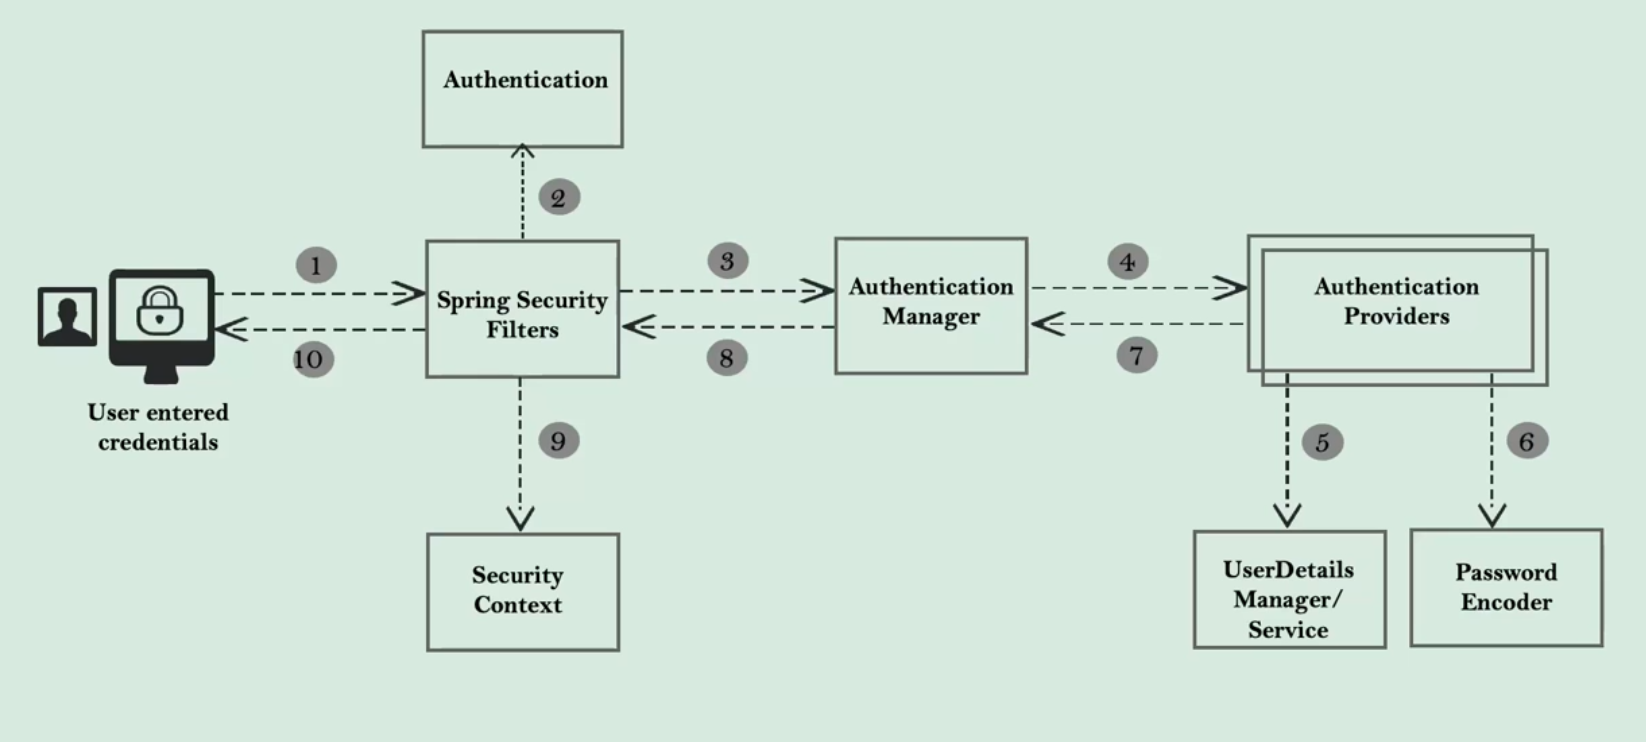 Authentication
2
1
3
4
Spring Security
Filters
Authentication
Manager
Authentication
Providers
10
8
7
User entered
credentials
9
5
6
Security
Context
UserDetails
Manager/
Service
Password
Encoder